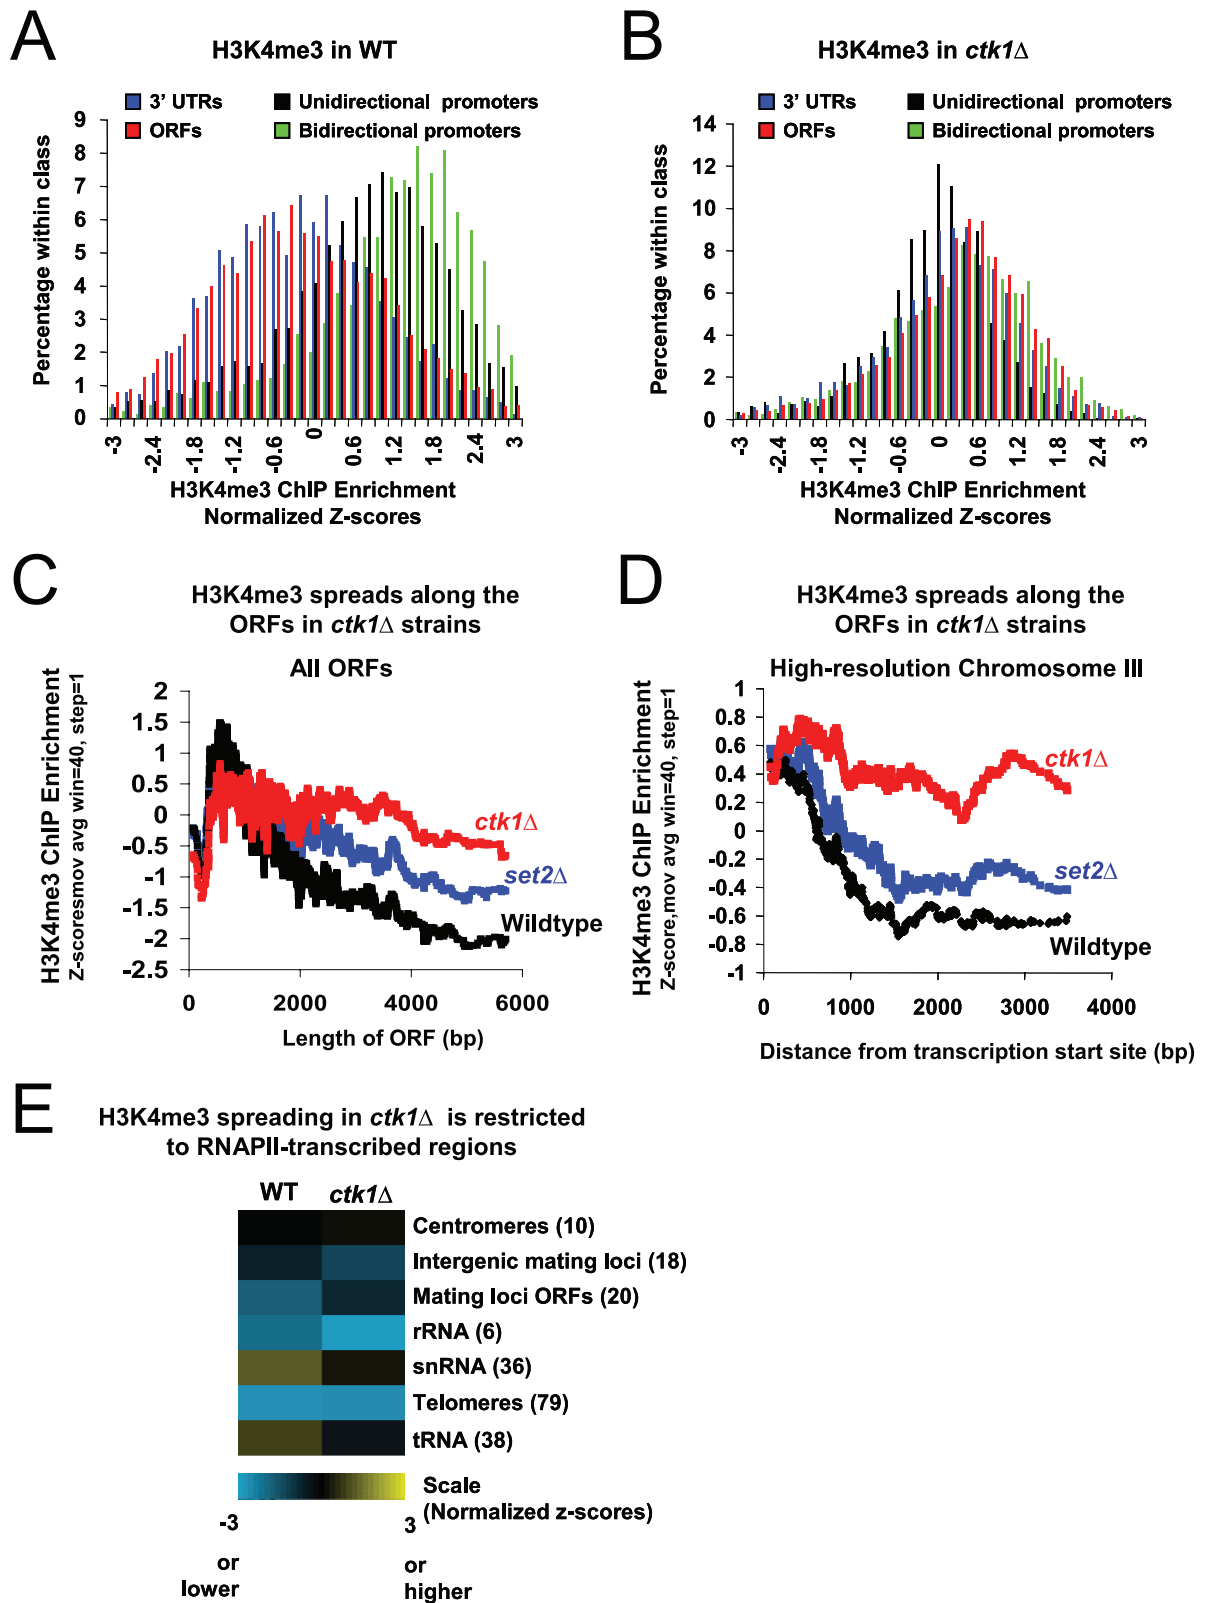 A
H3K4me3 in WT
3' UTRs
Unidirectional promoters
ORFs
Bidirectional promoters
Percentage within class
9
8
7
6
5
4
3
2
1
0
-3
-2.4
-1.8
-1.2
-0.6
0
0.6
1.2
1.8
2.4
3
H3K4me3 ChIP Enrichment
Normalized Z-scores
B
H3K4me3 in ctk1Δ
3' UTRs
Unidirectional promoters
ORFs
Bidirectional promoters
Percentage within class
14
12
10
8
6
4
2
0
-3
-2.4
-1.8
-1.2
-0.6
0
0.6
1.2
1.8
2.4
3
H3K4me3 ChIP Enrichment
Normalized Z-scores
C
H3K4me3 spreads along the
ORFs in ctk1Δ strains
All ORFs
H3K4me3 ChIP Enrichment
Z-scoresmov avg win=40, step=1
2
1.5
1
0.5
0
-0.5
-1
-1.5
-2
-2.5
ctk1Δ
set2Δ
Wildtype
0
2000
4000
6000
Length of ORF (bp)
D
H3K4me3 spreads along the
ORFs in ctk1Δ strains
High-resolution Chromosome III
H3K4me3 ChIP Enrichment
Z-score,mov avg win=40, step=1
1
0.8
0.6
0.4
0.2
0
-0.2
-0.4
-0.6
-0.8
-1
ctk1Δ
set2Δ
Wildtype
0
1000
2000
3000
4000
Distance from transcription start site (bp)
E
H3K4me3 spreading in ctk1Δ is restricted
to RNAPII-transcribed regions
WT
ctk1Δ
Centromeres (10)
Intergenic mating loci (18)
Mating loci ORFs (20)
rRNA (6)
snRNA (36)
Telomeres (79)
tRNA (38)
Scale
(Normalized z-scores)
-3
or
lower
3
or
higher